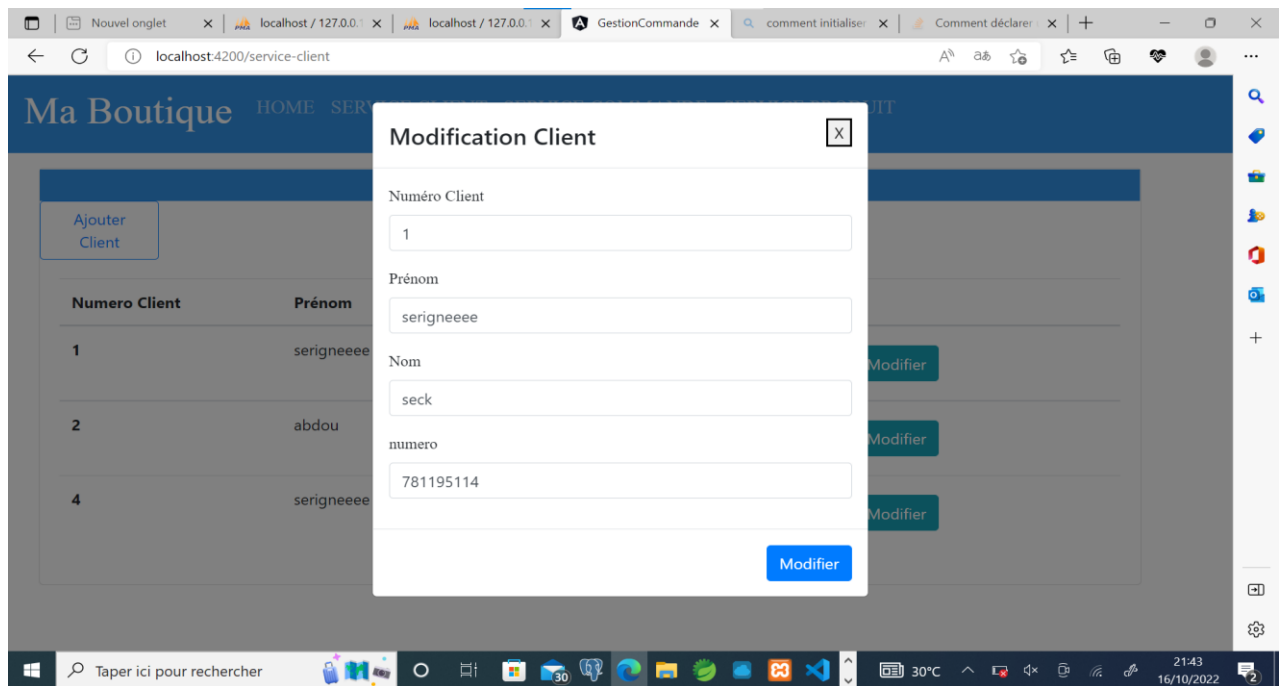 Nouvel onglet
localhost / 127.0.0.1
localhost / 127.0.0.1
GestionCommande
comment initialiser
Comment déclarer
localhost:4200/service-client
Ma Boutique HOME
Modification Client
X
Ajouter
Client
Numéro Client
1
Prénom
serigneeee
Nom
seck
numero
781195114
Modifier
Numero Client Prénom
1 serigneeee Modifier
2 abdou Modifier
4 serigneeee Modifier
Taper ici pour rechercher
30
30°C
21:43
16/10/2022
2